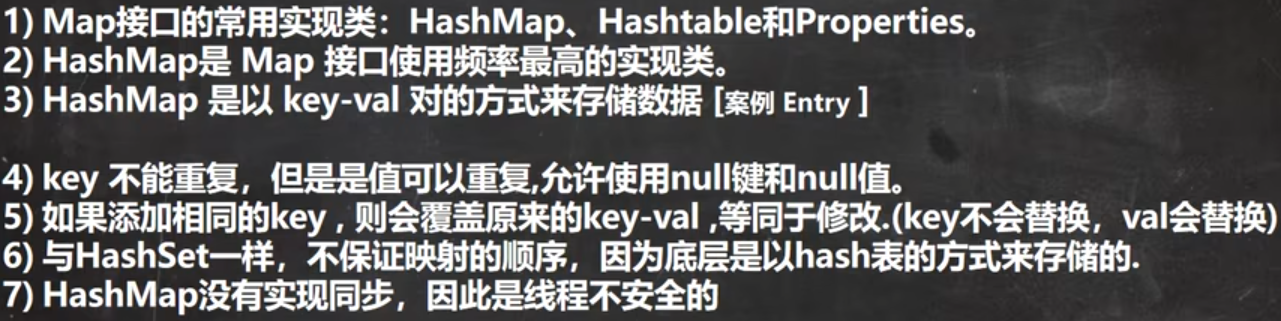 1) Map接口的常用实现类：HashMap、Hashtable和Properties。
2) HashMap是 Map 接口使用频率最高的实现类。
3) HashMap 是以 key-val 对的方式来存储数据 [案例 Entry ]
4) key 不能重复，但是是值可以重复,允许使用null键和null值。
5) 如果添加相同的key , 则会覆盖原来的key-val ,等同于修改.(key不会替换，val会替换)
6) 与HashSet一样，不保证映射的顺序，因为底层是以hash表的方式来存储的.
7) HashMap没有实现同步，因此是线程不安全的